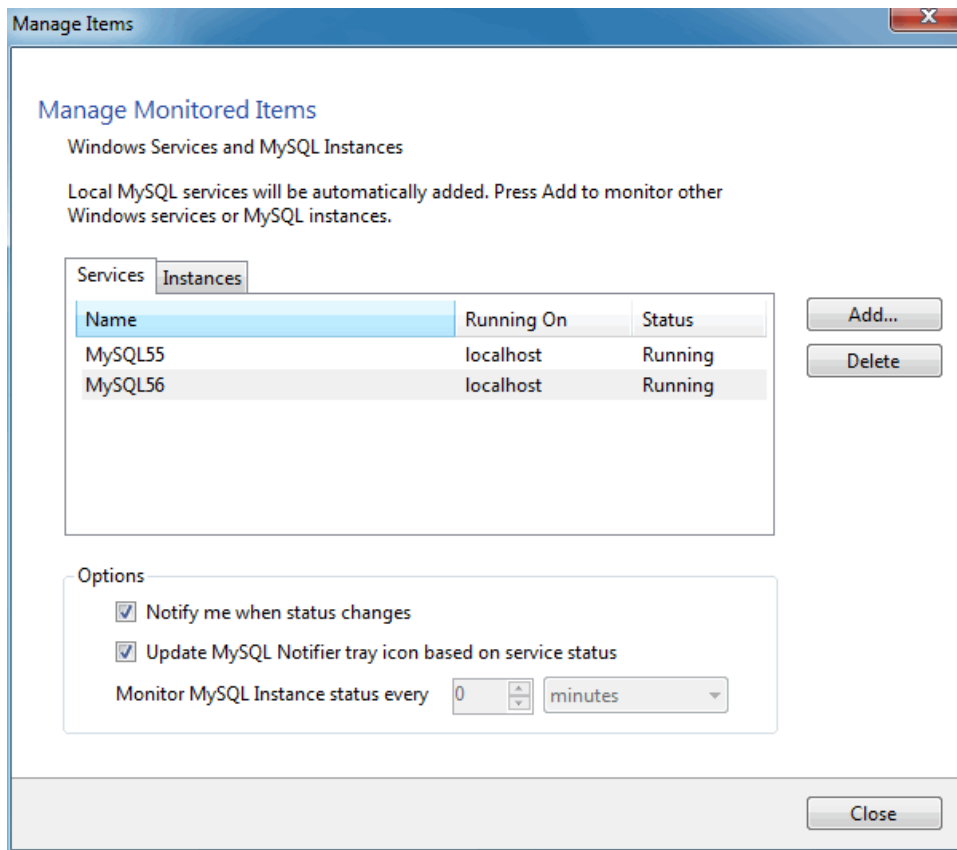 Manage Items
X
Manage Monitored Items
Windows Services and MySQL Instances
Local MySQL services will be automatically added. Press Add to monitor other
Windows services or MySQL instances.
Services Instances
Name Running On Status
MySQL55 localhost Running
MySQL56 localhost Running
Add...
Delete
Options
Notify me when status changes
Update MySQL Notifier tray icon based on service status
Monitor MySQL Instance status every 0 minutes
Close